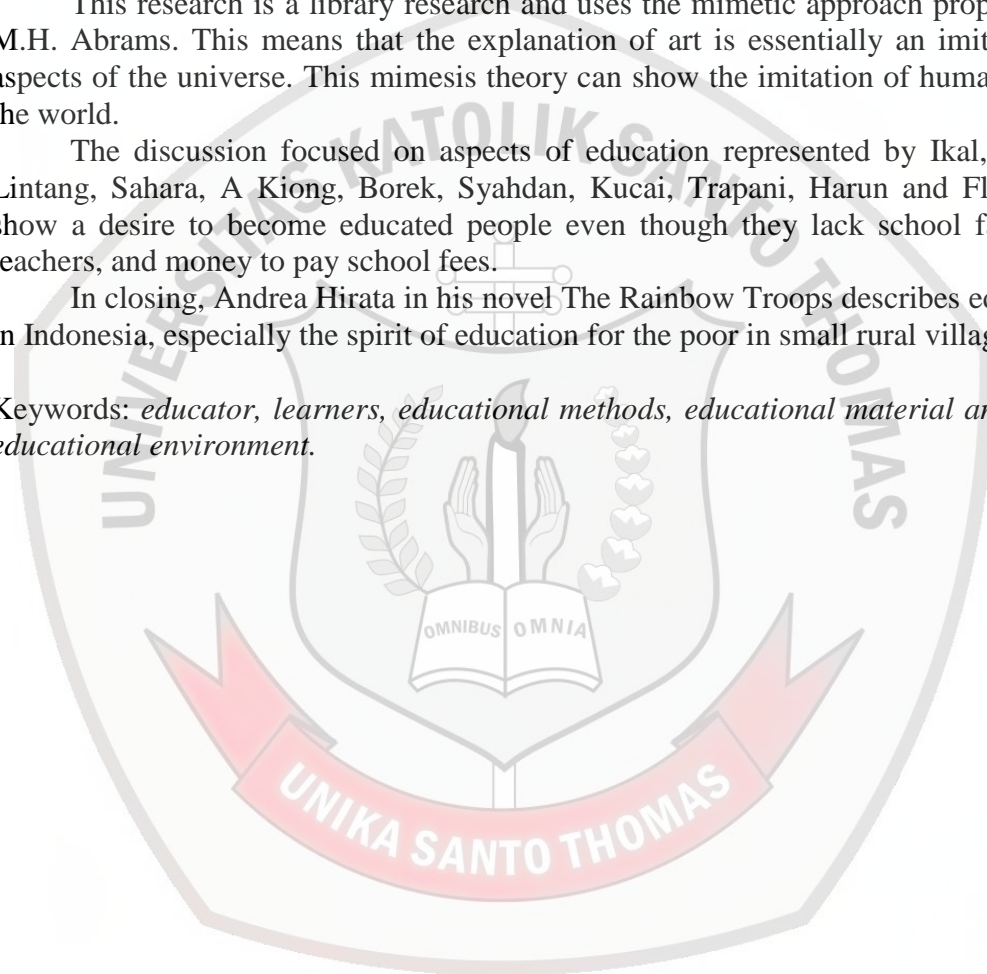 This research is a library research and uses the mimetic approach prop
M.H. Abrams. This means that the explanation of art is essentially an imit
aspects of the universe. This mimesis theory can show the imitation of huma
the world.
The discussion focused on aspects of education represented by Ikal,
Lintang, Sahara, A Kiong, Borek, Syahdan, Kucai, Trapani, Harun and Fl
show a desire to become educated people even though they lack school fa
teachers, and money to pay school fees.
In closing, Andrea Hirata in his novel The Rainbow Troops describes ed
in Indonesia, especially the spirit of education for the poor in small rural villag
Keywords: educator, learners, educational methods, educational material an
educational environment.
UNIVERSITAS KATOLIK SANTO THOMAS
OMNIBUS OMNIA
UNIKA SANTO THOMAS